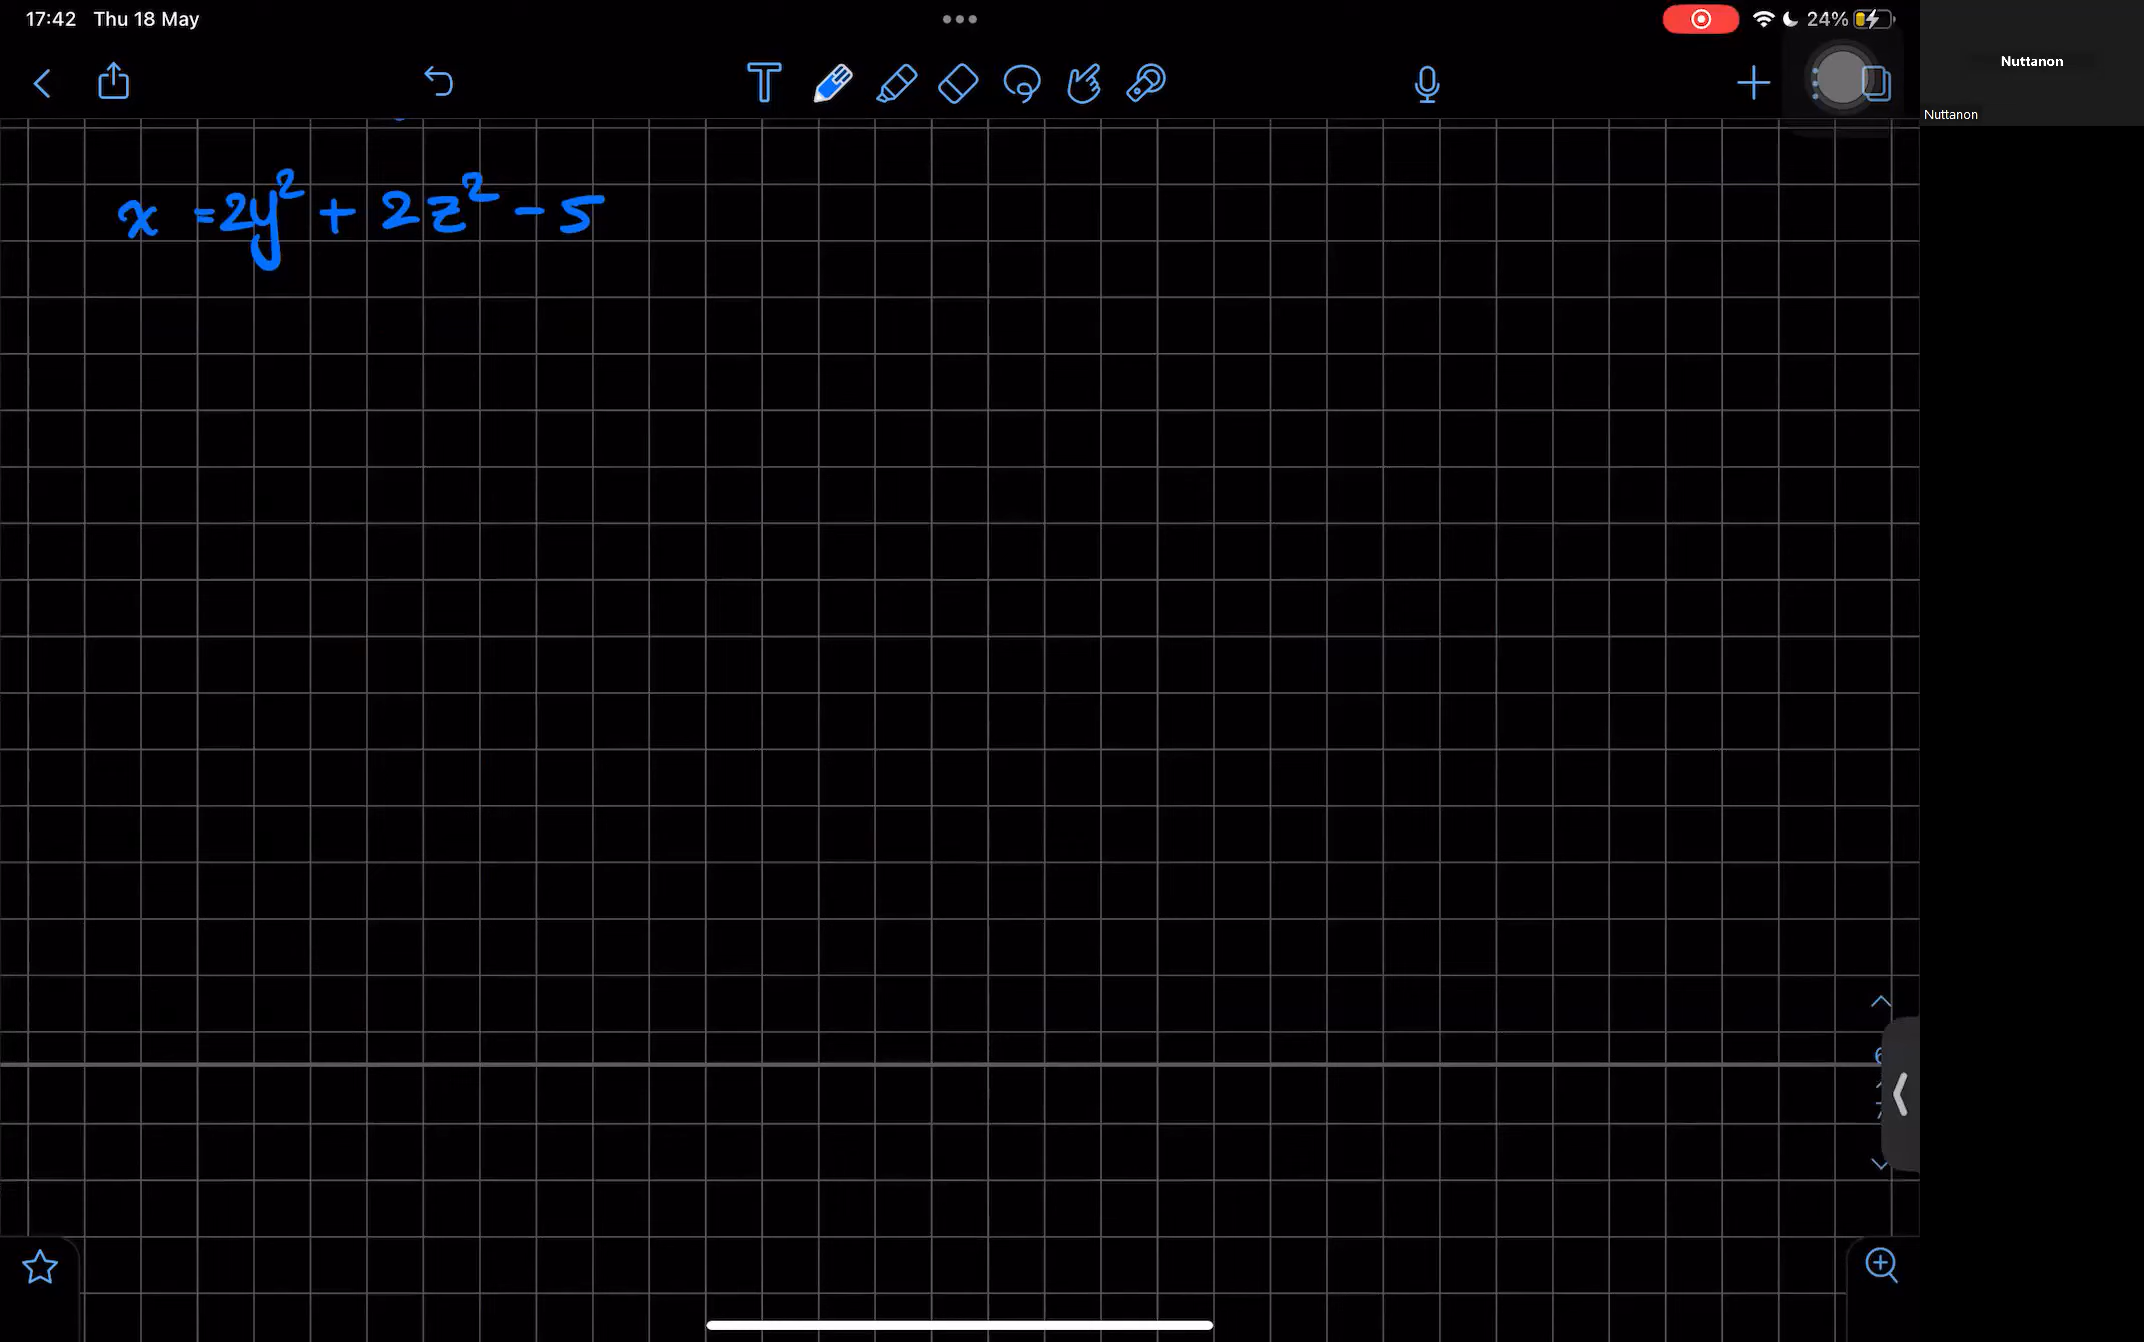 17:42 Thu 18 May
24%
Nuttanon
Nuttanon
x =2y² + 2z² - 5